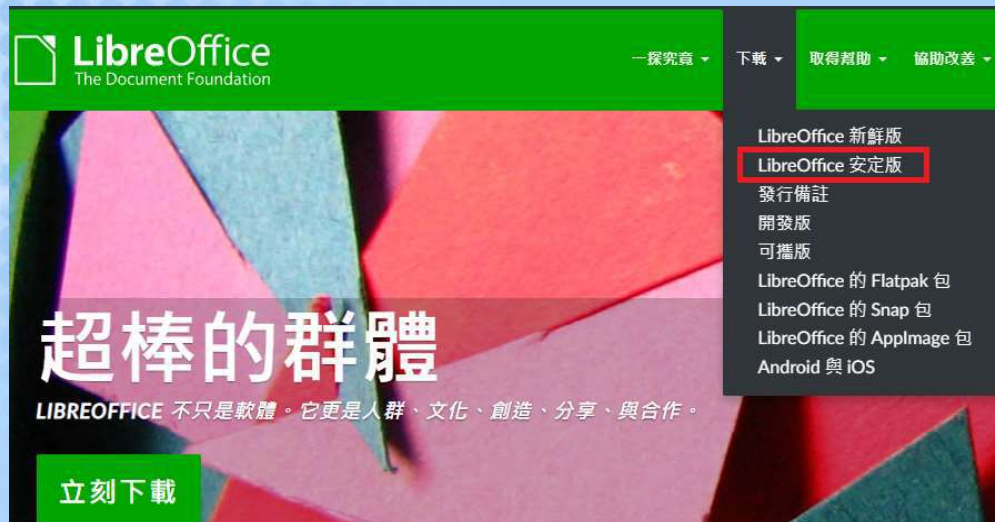 LibreOffice
The Document Foundation
一探究竟 下載 取得幫助 協助改善
LibreOffice 新鮮版
LibreOffice 安定版
發行備註
開發版
可攜版
LibreOffice 的 Flatpak 包
LibreOffice 的 Snap 包
LibreOffice 的 AppImage 包
Android 與 iOS
超棒的群體
LIBREOFFICE 不只是軟體。它更是人群、文化、創造、分享、與合作。
立刻下載